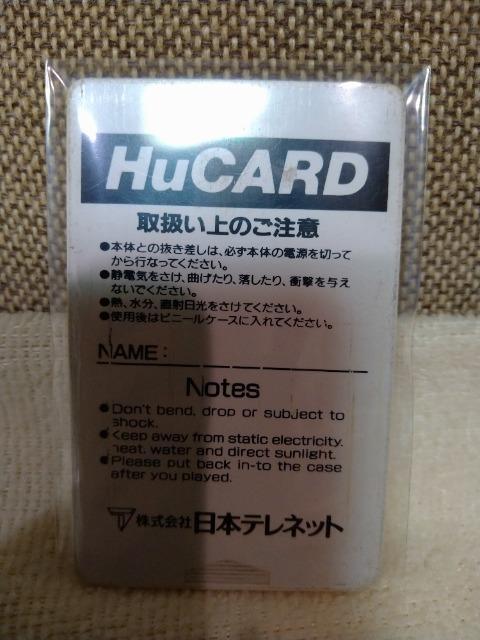 HuCARD
取扱い上のご注意
●本体との抜き差しは、必ず本体の電源を切って
から行なってください。
●静電気をさけ、曲げたり、落したり、衝撃を与え
ないでください。
●熱、水分、直射日光をさけてください。
●使用後はビニールケースに入れてください。
NAME:
Notes
●Don't bend, drop or subject to
shock.
●Keep away from static electricity.
heat. water and direct sunlight.
●Please put back in-to the case
after you played.
株式会社 日本テレネット